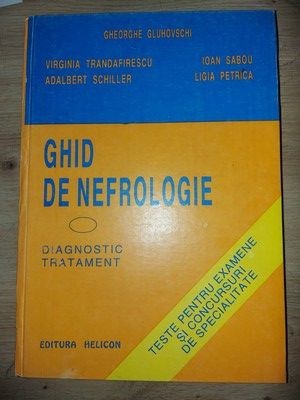 GHEORGHE GLUHOVSCHI
VIRGINIA TRANDAFIRESCU
IOAN SABOU
ADALBERT SCHILLER
LIGIA PETRICA
GHID
DE NEFROLOGIE
DIAGNOSTIC
TRATAMENT
TESTE PENTRU EXAMENE
ȘI CONCURSURI
DE SPECIALITATE
EDITURA HELICON